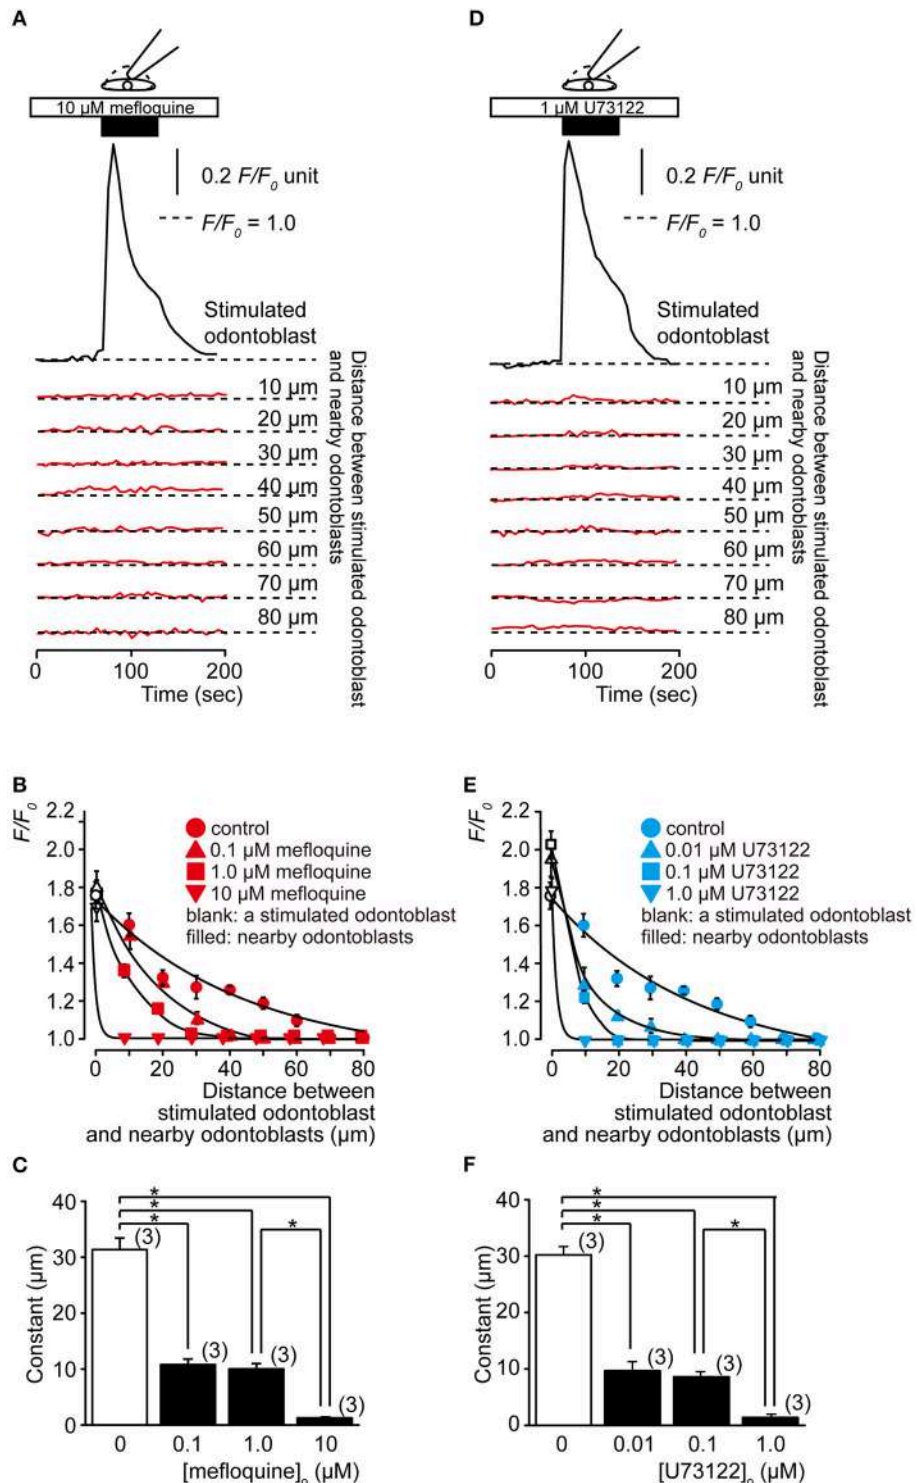 A
10 µM mefloquine
0.2 F/F₀ unit
F/F₀ = 1.0
Stimulated
odontoblast
10 µm
20 µm
30 µm
40 µm
50 µm
60 µm
70 µm
80 µm
Distance between stimulated odontoblast
and nearby odontoblasts
0 100 200
Time (sec)
D
1 µM U73122
0.2 F/F₀ unit
F/F₀ = 1.0
Stimulated
odontoblast
10 µm
20 µm
30 µm
40 µm
50 µm
60 µm
70 µm
80 µm
Distance between stimulated odontoblast
and nearby odontoblasts
0 100 200
Time (sec)
B
F/F₀
2.2
2.0
1.8
1.6
1.4
1.2
1.0
control
0.1 µM mefloquine
1.0 µM mefloquine
10 µM mefloquine
blank: a stimulated odontoblast
filled: nearby odontoblasts
0 20 40 60 80
Distance between
stimulated odontoblast
and nearby odontoblasts (µm)
E
F/F₀
2.2
2.0
1.8
1.6
1.4
1.2
1.0
control
0.01 µM U73122
0.1 µM U73122
1.0 µM U73122
blank: a stimulated odontoblast
filled: nearby odontoblasts
0 20 40 60 80
Distance between
stimulated odontoblast
and nearby odontoblasts (µm)
C
Constant (µm)
40
30
20
10
0
*
*
*
*
(3)
(3)
(3)
(3)
0 0.1 1.0 10
[mefloquine]ₒ (µM)
F
Constant (µm)
40
30
20
10
0
*
*
*
*
(3)
(3)
(3)
(3)
0 0.01 0.1 1.0
[U73122]ₒ (µM)